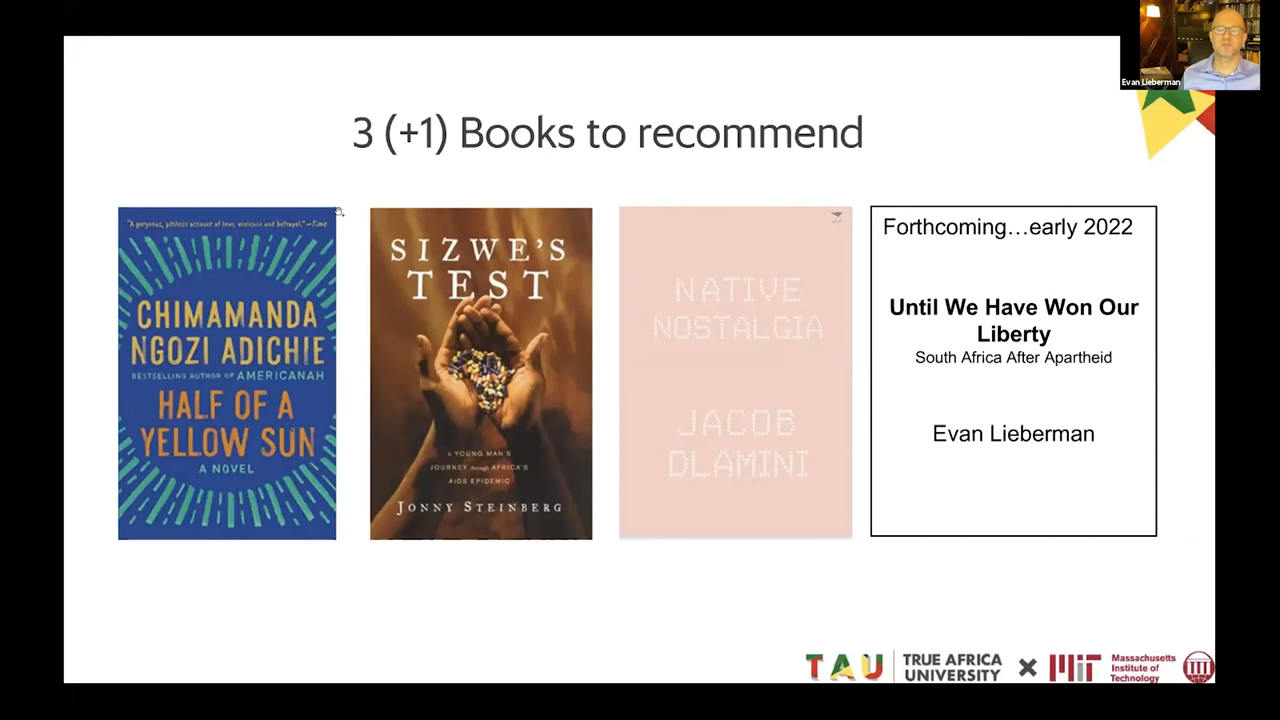 Evan Lieberman
3 (+1) Books to recommend
"A gorgeous, pitiless account of love, violence and betrayal." —Time
CHIMAMANDA
NGOZI ADICHIE
BESTSELLING AUTHOR OF AMERICANAH
HALF OF A
YELLOW SUN
A NOVEL
SIZWE'S
TEST
A YOUNG MAN'S
JOURNEY through AFRICA'S
AIDS EPIDEMIC
JONNY STEINBERG
NATIVE
NOSTALGIA
JACOB
DLAMINI
Forthcoming...early 2022
Until We Have Won Our
Liberty
South Africa After Apartheid
Evan Lieberman
TAU
TRUE AFRICA
UNIVERSITY
MIT
Massachusetts
Institute of
Technology